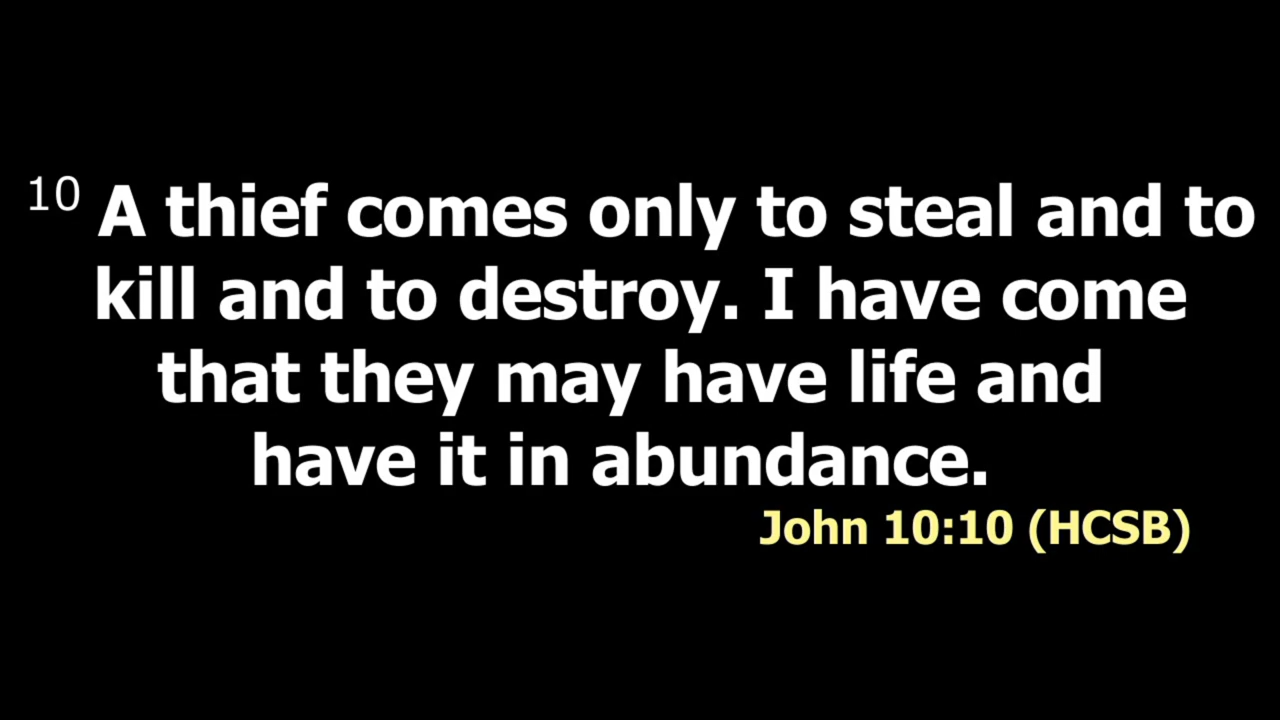 10 A thief comes only to steal and to
kill and to destroy. I have come
that they may have life and
have it in abundance.
John 10:10 (HCSB)